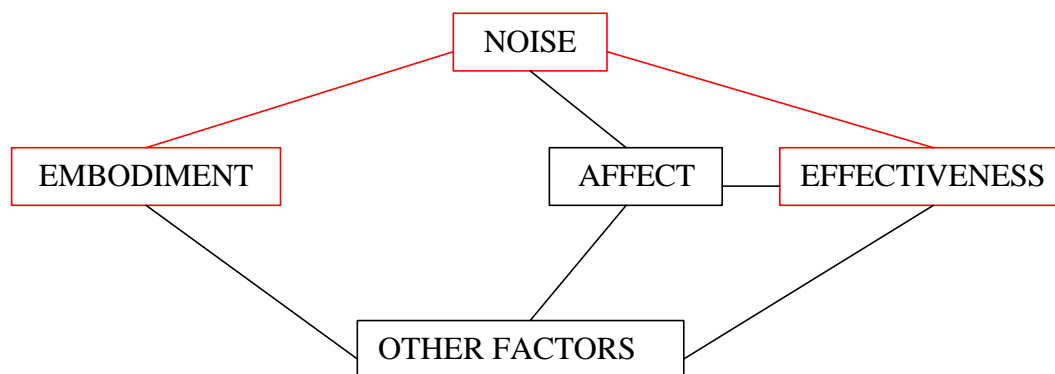 NOISE
EMBODIMENT
AFFECT
EFFECTIVENESS
OTHER FACTORS